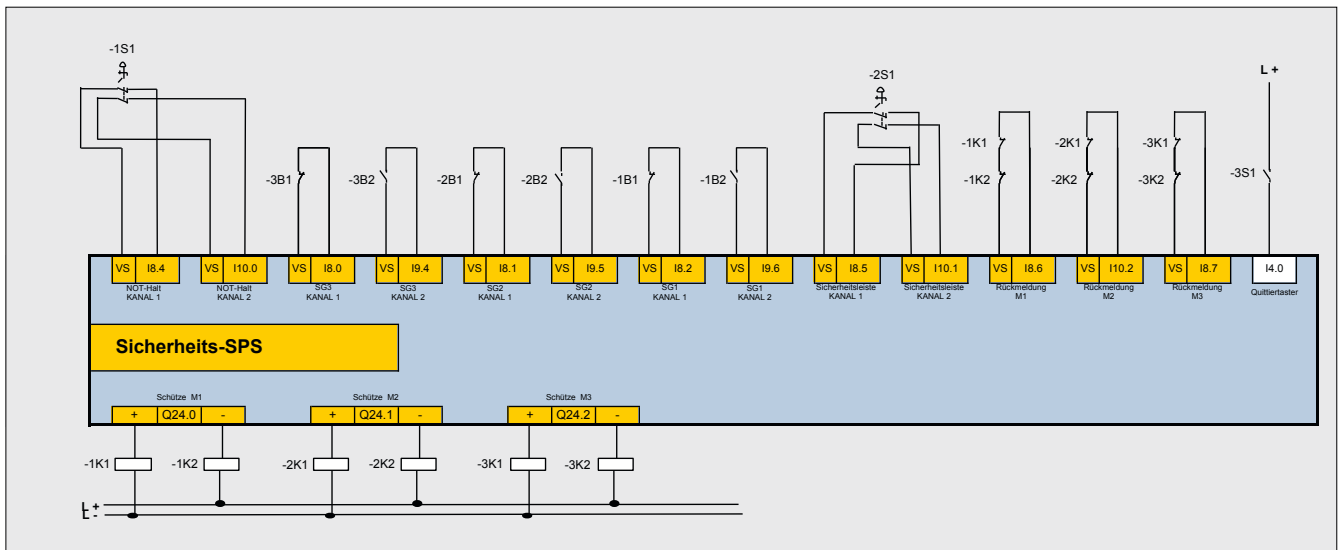 -1S1
-2S1
L +
-3B1
-3B2
-2B1
-2B2
-1B1
-1B2
-1K1
-1K2
-2K1
-2K2
-3K1
-3K2
-3S1
VS I8.4
NOT-Halt
KANAL 1
VS I10.0
NOT-Halt
KANAL 2
VS I8.0
SG3
KANAL 1
VS I9.4
SG3
KANAL 2
VS I8.1
SG2
KANAL 1
VS I9.5
SG2
KANAL 2
VS I8.2
SG1
KANAL 1
VS I9.6
SG1
KANAL 2
VS I8.5
Sicherheitsleiste
KANAL 1
VS I10.1
Sicherheitsleiste
KANAL 2
VS I8.6
Rückmeldung
M1
VS I10.2
Rückmeldung
M2
VS I8.7
Rückmeldung
M3
I4.0
Quittiertaster
Sicherheits-SPS
Schütze M1
+ Q24.0 -
Schütze M2
+ Q24.1 -
Schütze M3
+ Q24.2 -
-1K1
-1K2
-2K1
-2K2
-3K1
-3K2
L +
L -